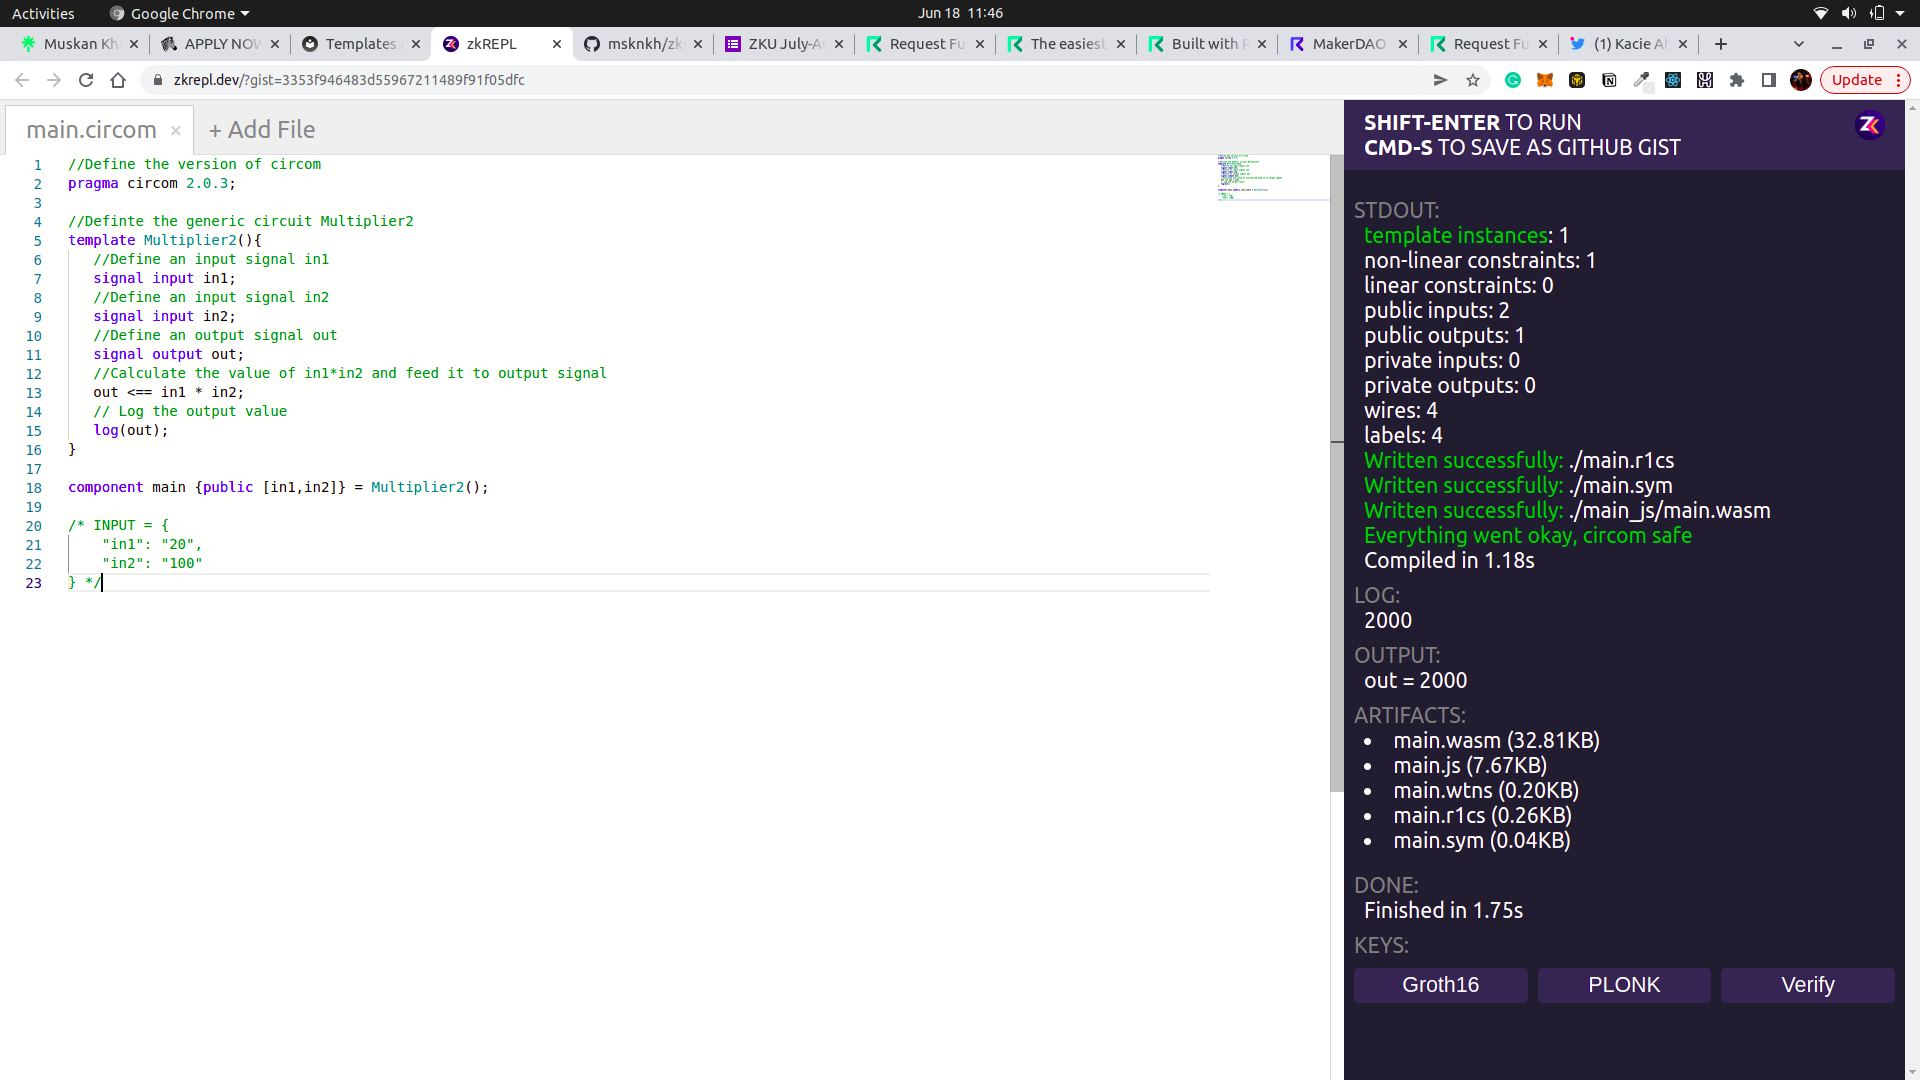 Activities
Google Chrome
Jun 18 11:46
Muskan Kh
APPLY NOW
Templates
zkREPL
msknkh/zk
ZKU July-A
Request Fu
The easiest
Built with
MakerDAO
Request Fu
(1) Kacie Ah
zkrepl.dev/?gist=3353f946483d55967211489f91f05dfc
Update
main.circom
+ Add File
1 //Define the version of circom
2 pragma circom 2.0.3;
3
4 //Definte the generic circuit Multiplier2
5 template Multiplier2(){
6 //Define an input signal in1
7 signal input in1;
8 //Define an input signal in2
9 signal input in2;
10 //Define an output signal out
11 signal output out;
12 //Calculate the value of in1*in2 and feed it to output signal
13 out <== in1 * in2;
14 // Log the output value
15 log(out);
16 }
17
18 component main {public [in1,in2]} = Multiplier2();
19
20 /* INPUT = {
21 "in1": "20",
22 "in2": "100"
23 } */
SHIFT-ENTER TO RUN
CMD-S TO SAVE AS GITHUB GIST
STDOUT:
template instances: 1
non-linear constraints: 1
linear constraints: 0
public inputs: 2
public outputs: 1
private inputs: 0
private outputs: 0
wires: 4
labels: 4
Written successfully: ./main.r1cs
Written successfully: ./main.sym
Written successfully: ./main_js/main.wasm
Everything went okay, circom safe
Compiled in 1.18s
LOG:
2000
OUTPUT:
out = 2000
ARTIFACTS:
• main.wasm (32.81KB)
• main.js (7.67KB)
• main.wtns (0.20KB)
• main.r1cs (0.26KB)
• main.sym (0.04KB)
DONE:
Finished in 1.75s
KEYS:
Groth16
PLONK
Verify